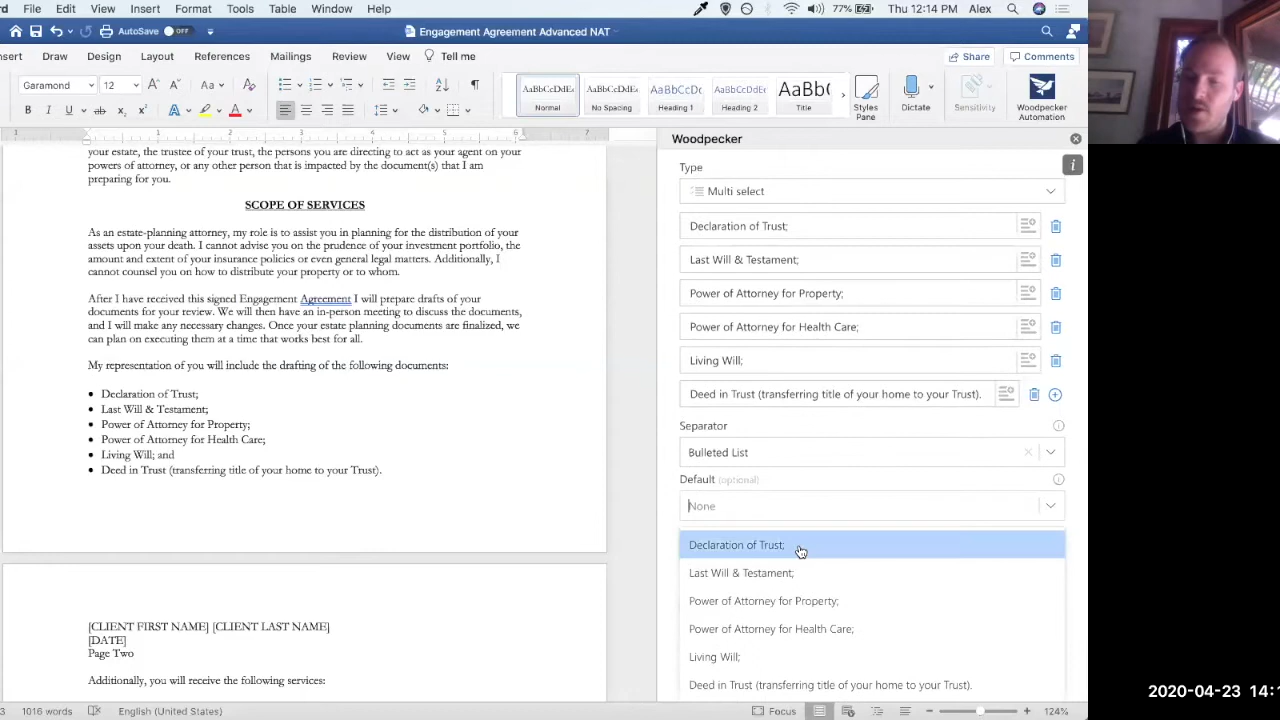 File Edit View Insert Format Tools Table Window Help
77% Thu 12:14 PM Alex
AutoSave OFF
Engagement Agreement Advanced NAT
Draw Design Layout References Mailings Review View Tell me
Share Comments
Garamond 12 Aa
AaBbCcDdEe
Normal
AaBbCcDdEe
No Spacing
AaBbCcDc
Heading 1
AaBbCcDdEe
Heading 2
AaBb(
Title
Styles Pane
Dictate
Sensitivity
Woodpecker Automation
B I U ab
1 1 2 3 4 5 6 7
your estate, the trustee of your trust, the persons you are directing to act as your agent on your
powers of attorney, or any other person that is impacted by the document(s) that I am
preparing for you.
SCOPE OF SERVICES
As an estate-planning attorney, my role is to assist you in planning for the distribution of your
assets upon your death. I cannot advise you on the prudence of your investment portfolio, the
amount and extent of your insurance policies or even general legal matters. Additionally, I
cannot counsel you on how to distribute your property or to whom.
After I have received this signed Engagement Agreement I will prepare drafts of your
documents for your review. We will then have an in-person meeting to discuss the documents,
and I will make any necessary changes. Once your estate planning documents are finalized, we
can plan on executing them at a time that works best for all.
My representation of you will include the drafting of the following documents:
• Declaration of Trust;
• Last Will & Testament;
• Power of Attorney for Property;
• Power of Attorney for Health Care;
• Living Will; and
• Deed in Trust (transferring title of your home to your Trust).
[CLIENT FIRST NAME] [CLIENT LAST NAME]
[DATE]
Page Two
Additionally, you will receive the following services:
Woodpecker
Type
Multi select
Declaration of Trust;
Last Will & Testament;
Power of Attorney for Property;
Power of Attorney for Health Care;
Living Will;
Deed in Trust (transferring title of your home to your Trust).
Separator
Bulleted List
Default (optional)
None
Declaration of Trust;
Last Will & Testament;
Power of Attorney for Property;
Power of Attorney for Health Care;
Living Will;
Deed in Trust (transferring title of your home to your Trust).
1016 words English (United States) Focus 124%
2020-04-23